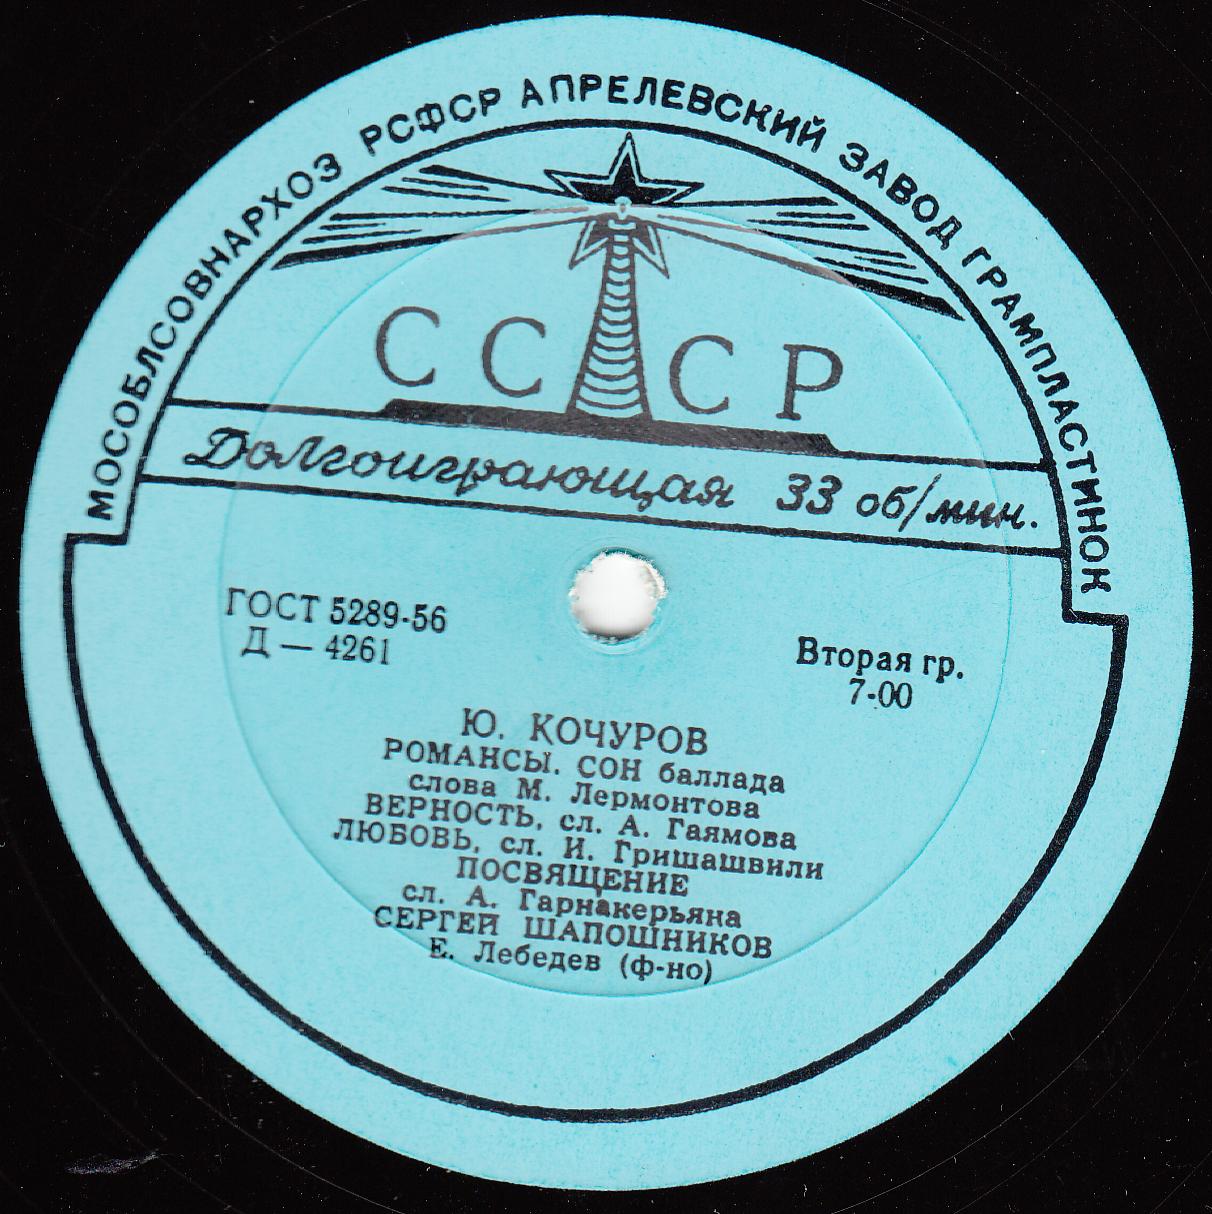 МОСОБЛСОВНАРХОЗ РСФСР АПРЕЛЕВСКИЙ ЗАВОД ГРАМПЛАСТИНОК
СССР
Долгоиграющая 33 об/мин.
ГОСТ 5289-56
Д — 4261
Вторая гр.
7-00
Ю. КОЧУРОВ
РОМАНСЫ. СОН баллада
слова М. Лермонтова
ВЕРНОСТЬ, сл. А. Гаямова
ЛЮБОВЬ, сл. И. Гришашвили
ПОСВЯЩЕНИЕ
сл. А. Гарнакерьяна
СЕРГЕЙ ШАПОШНИКОВ
Е. Лебедев (ф-но)